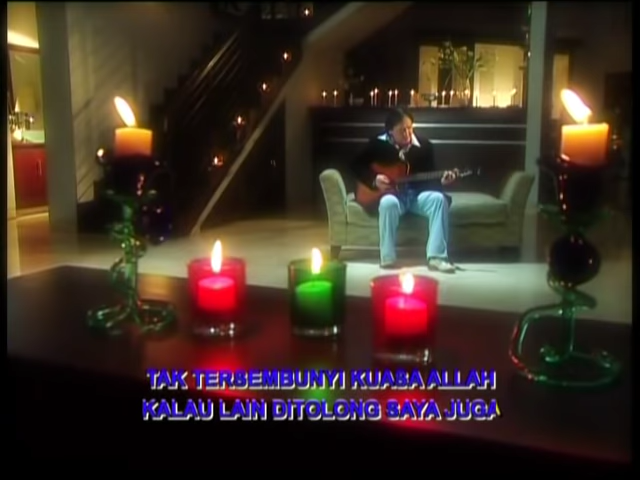 TAK TERSEMBUNYI KUASA ALLAH
KALAU LAIN DITOLONG SAYA JUGA